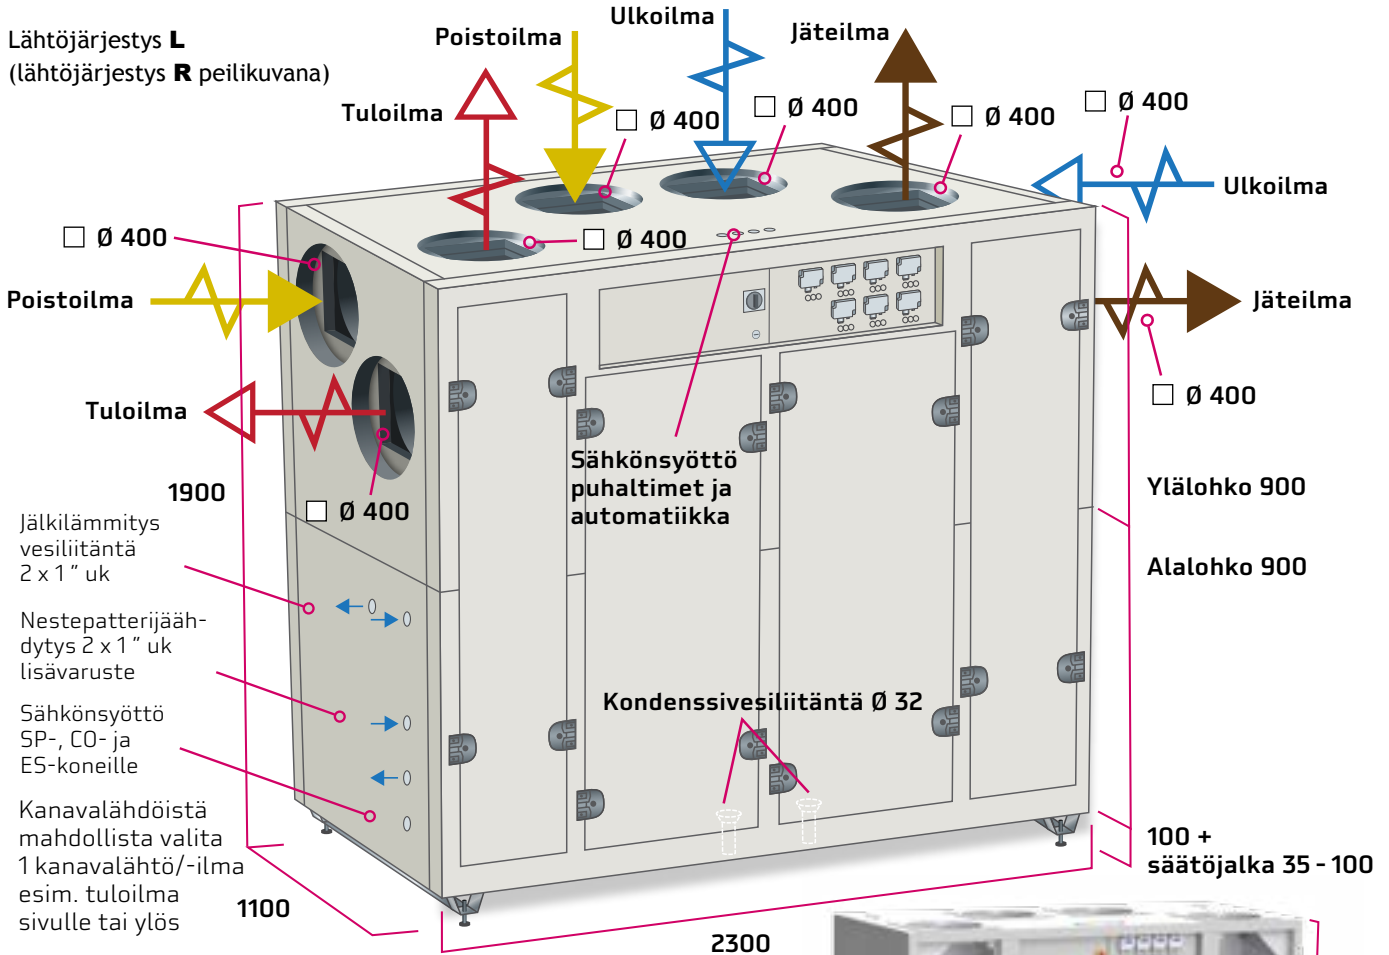 Lähtöjärjestys L
(lähtöjärjestys R peilikuvana)
Tuloilma
Poistoilma
Ulkoilma
Jäteilma
Ø 400
Ø 400
Ø 400
Ø 400
Ulkoilma
Ø 400
Ø 400
Poistoilma
Jäteilma
Ø 400
Tuloilma
Ø 400
1900
Sähkönsyöttö
puhaltimet ja
automatiikka
Ylälohko 900
Alalohko 900
Jälkilämmitys
vesiliitäntä
2 x 1" uk
Nestepatterijääh-
dytys 2 x 1" uk
lisävaruste
Sähkönsyöttö
SP-, CO- ja
ES-koneille
Kondenssivesiliitäntä Ø 32
Kanavalähdöistä
mahdollista valita
1 kanavalähtö/-ilma
esim. tuloilma
sivulle tai ylös
100 +
säätöjalka 35 - 100
1100
2300